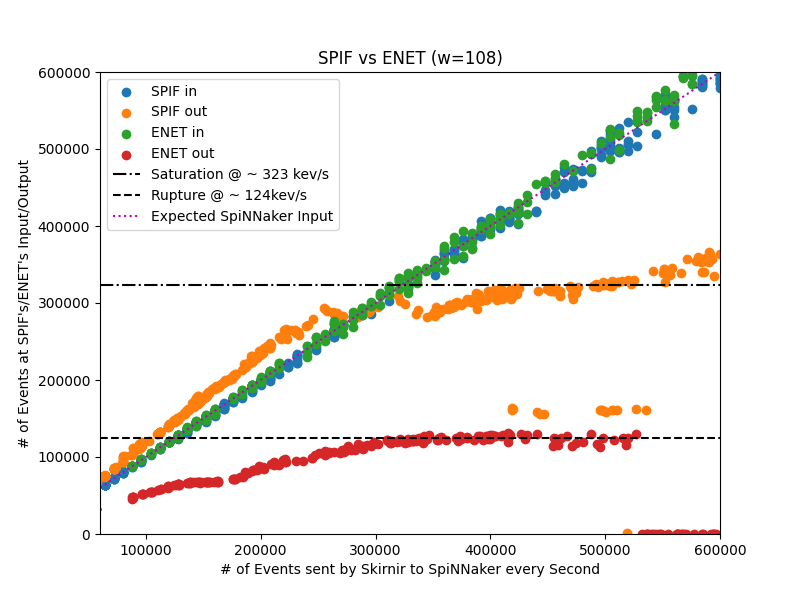 SPIF vs ENET (w=108)
600000
500000
400000
300000
200000
100000
0
# of Events at SPIF's/ENET's Input/Output
SPIF in
SPIF out
ENET in
ENET out
Saturation @ ~ 323 kev/s
Rupture @ ~ 124kev/s
Expected SpiNNaker Input
100000 200000 300000 400000 500000 600000
# of Events sent by Skirnir to SpiNNaker every Second